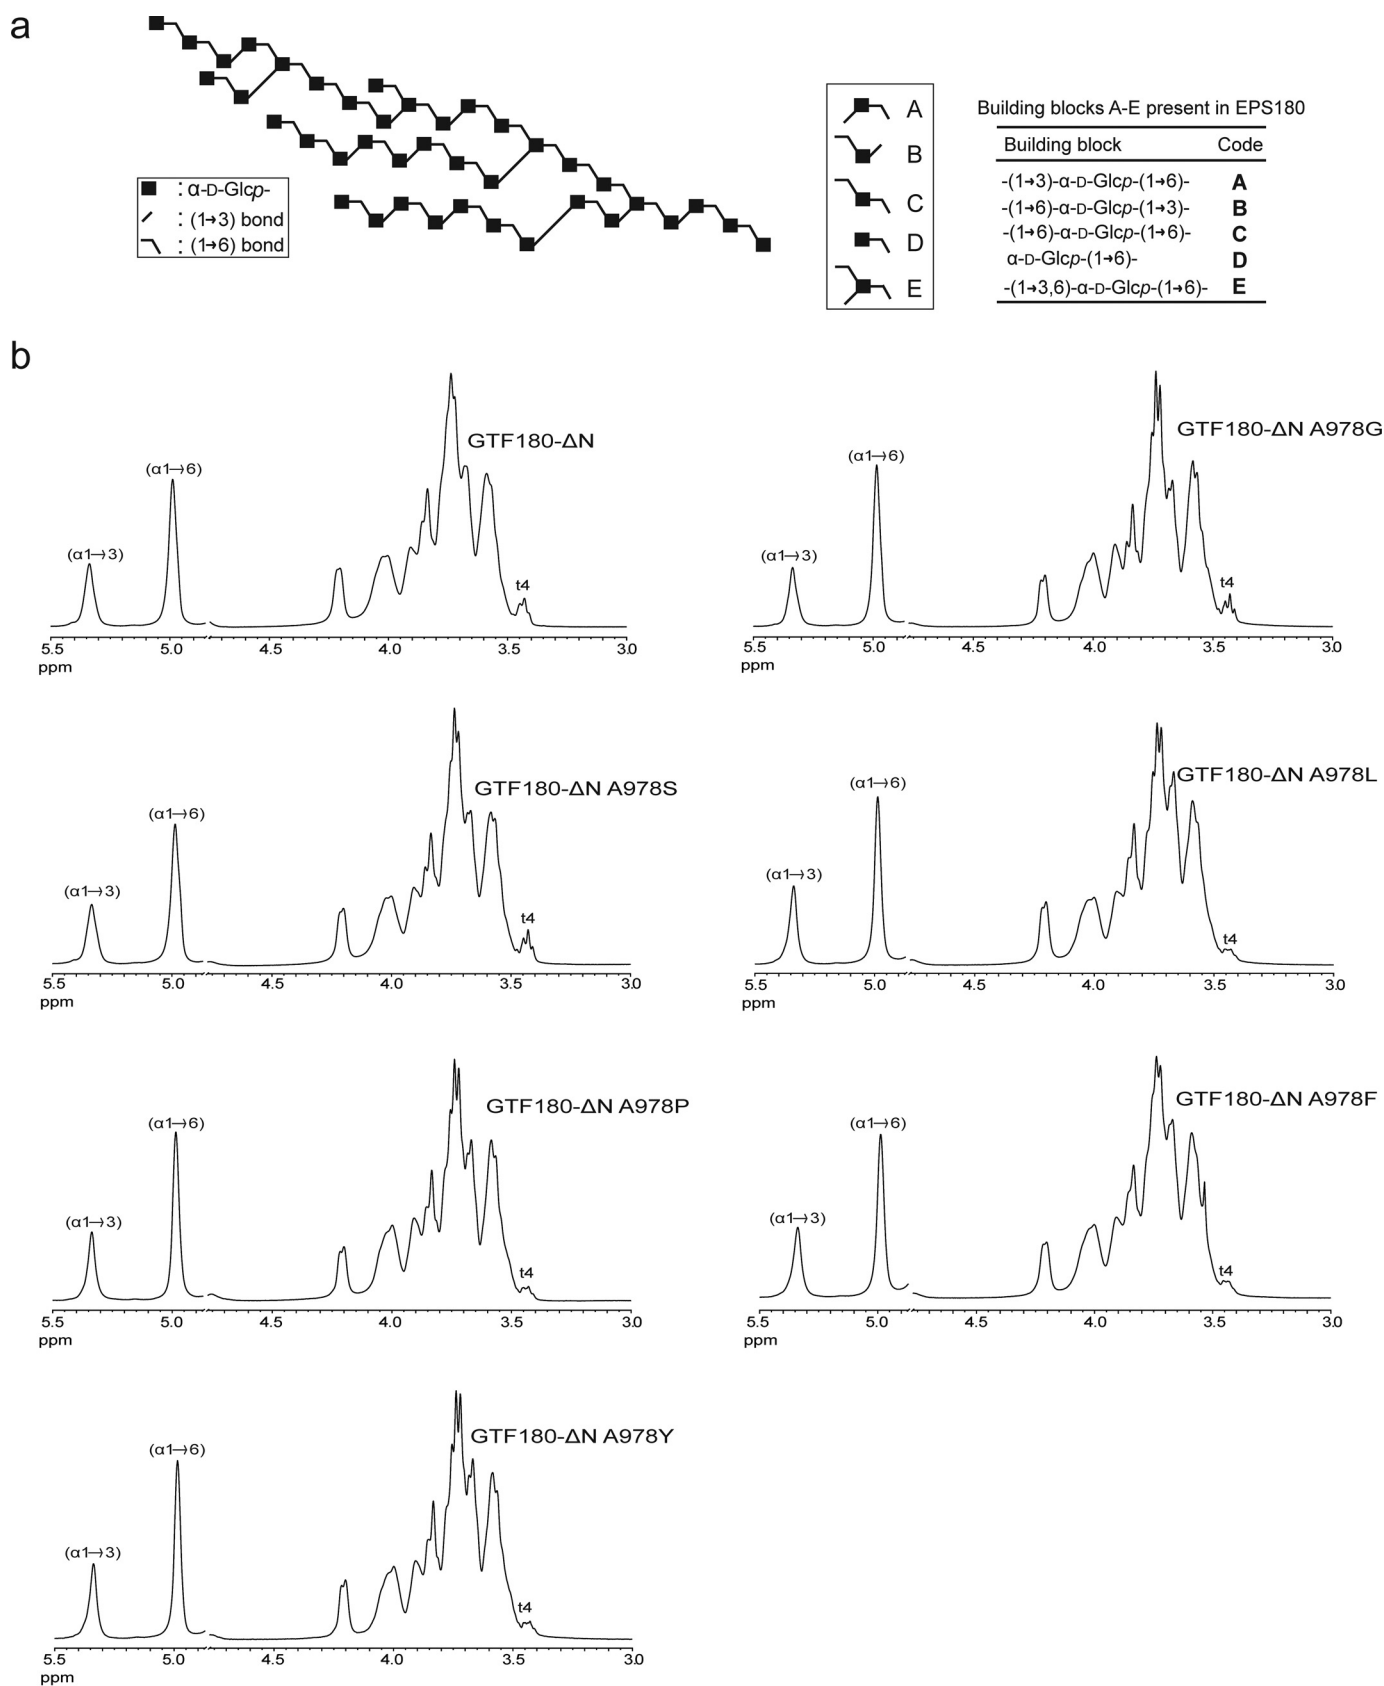 a
: α-D-Glcp-
: (1→3) bond
: (1→6) bond
A
B
C
D
E
Building blocks A-E present in EPS180
Building block Code
-(1→3)-α-D-Glcp-(1→6)- A
-(1→6)-α-D-Glcp-(1→3)- B
-(1→6)-α-D-Glcp-(1→6)- C
α-D-Glcp-(1→6)- D
-(1→3,6)-α-D-Glcp-(1→6)- E
b
GTF180-ΔN
(α1→6)
(α1→3)
t4
5.5 5.0 4.5 4.0 3.5 3.0
ppm
GTF180-ΔN A978G
(α1→6)
(α1→3)
t4
5.5 5.0 4.5 4.0 3.5 3.0
ppm
GTF180-ΔN A978S
(α1→6)
(α1→3)
t4
5.5 5.0 4.5 4.0 3.5 3.0
ppm
GTF180-ΔN A978L
(α1→6)
(α1→3)
t4
5.5 5.0 4.5 4.0 3.5 3.0
ppm
GTF180-ΔN A978P
(α1→6)
(α1→3)
t4
5.5 5.0 4.5 4.0 3.5 3.0
ppm
GTF180-ΔN A978F
(α1→6)
(α1→3)
t4
5.5 5.0 4.5 4.0 3.5 3.0
ppm
GTF180-ΔN A978Y
(α1→6)
(α1→3)
t4
5.5 5.0 4.5 4.0 3.5 3.0
ppm